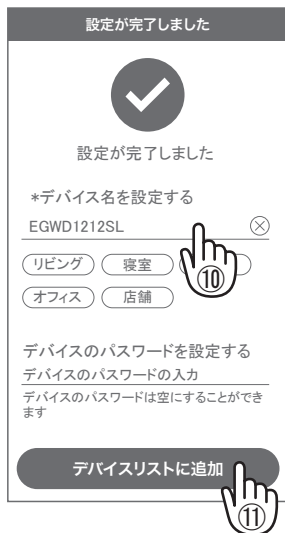 設定が完了しました
設定が完了しました
*デバイス名を設定する
EGWD1212SL
リビング 寝室
⑩
オフィス 店舗
デバイスのパスワードを設定する
デバイスのパスワードの入力
デバイスのパスワードは空にすることができ
ます
デバイスリストに追加
⑪